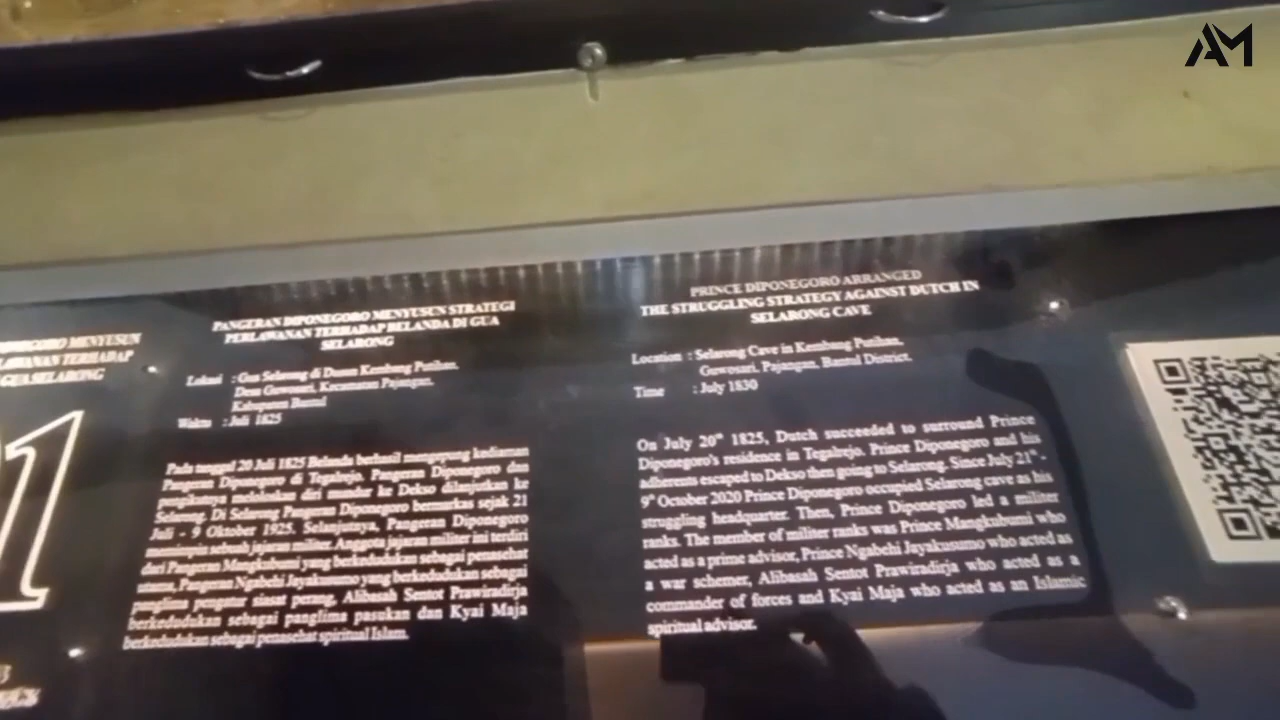 AM
MENYUSUN
TERHADAP
GUA SELARONG
1
PANGERAN DIPONEGORO MENYUSUN STRATEGI
PERLAWANAN TERHADAP BELANDA DI GUA
SELARONG
Lokasi : Gua Selarong di Dusun Kembang Putihan,
Desa Guwosari, Kecamatan Pajangan,
Kabupaten Bantul
Waktu : Juli 1825
Pada tanggal 20 Juli 1825 Belanda berhasil mengepung kediaman
Pangeran Diponegoro di Tegalrejo. Pangeran Diponegoro dan
pengikutnya meloloskan diri mundur ke Dekso dilanjutkan ke
Selarong. Di Selarong Pangeran Diponegoro bermarkas sejak 21
Juli - 9 Oktober 1925. Selanjutnya, Pangeran Diponegoro
memimpin sebuah jajaran militer. Anggota jajaran militer ini terdiri
dari Pangeran Mangkubumi yang berkedudukan sebagai penasehat
utama, Pangeran Ngabehi Jayakusumo yang berkedudukan sebagai
panglima pengatur siasat perang, Alibasah Sentot Prawiradirja
berkedudukan sebagai panglima pasukan dan Kyai Maja
berkedudukan sebagai penasehat spiritual Islam.
PRINCE DIPONEGORO ARRANGED
THE STRUGGLING STRATEGY AGAINST DUTCH IN
SELARONG CAVE
Location : Selarong Cave in Kembang Putihan,
Guwosari, Pajangan, Bantul District.
Time : July 1830
On July 20th 1825, Dutch succeeded to surround Prince
Diponegoro's residence in Tegalrejo. Prince Diponegoro and his
adherents escaped to Dekso then going to Selarong. Since July 21st -
9th October 2020 Prince Diponegoro occupied Selarong cave as his
struggling headquarter. Then, Prince Diponegoro led a militer
ranks. The member of militer ranks was Prince Mangkubumi who
acted as a prime advisor, Prince Ngabehi Jayakusumo who acted as
a war schemer, Alibasah Sentot Prawiradirja who acted as a
commander of forces and Kyai Maja who acted as an Islamic
spiritual advisor.